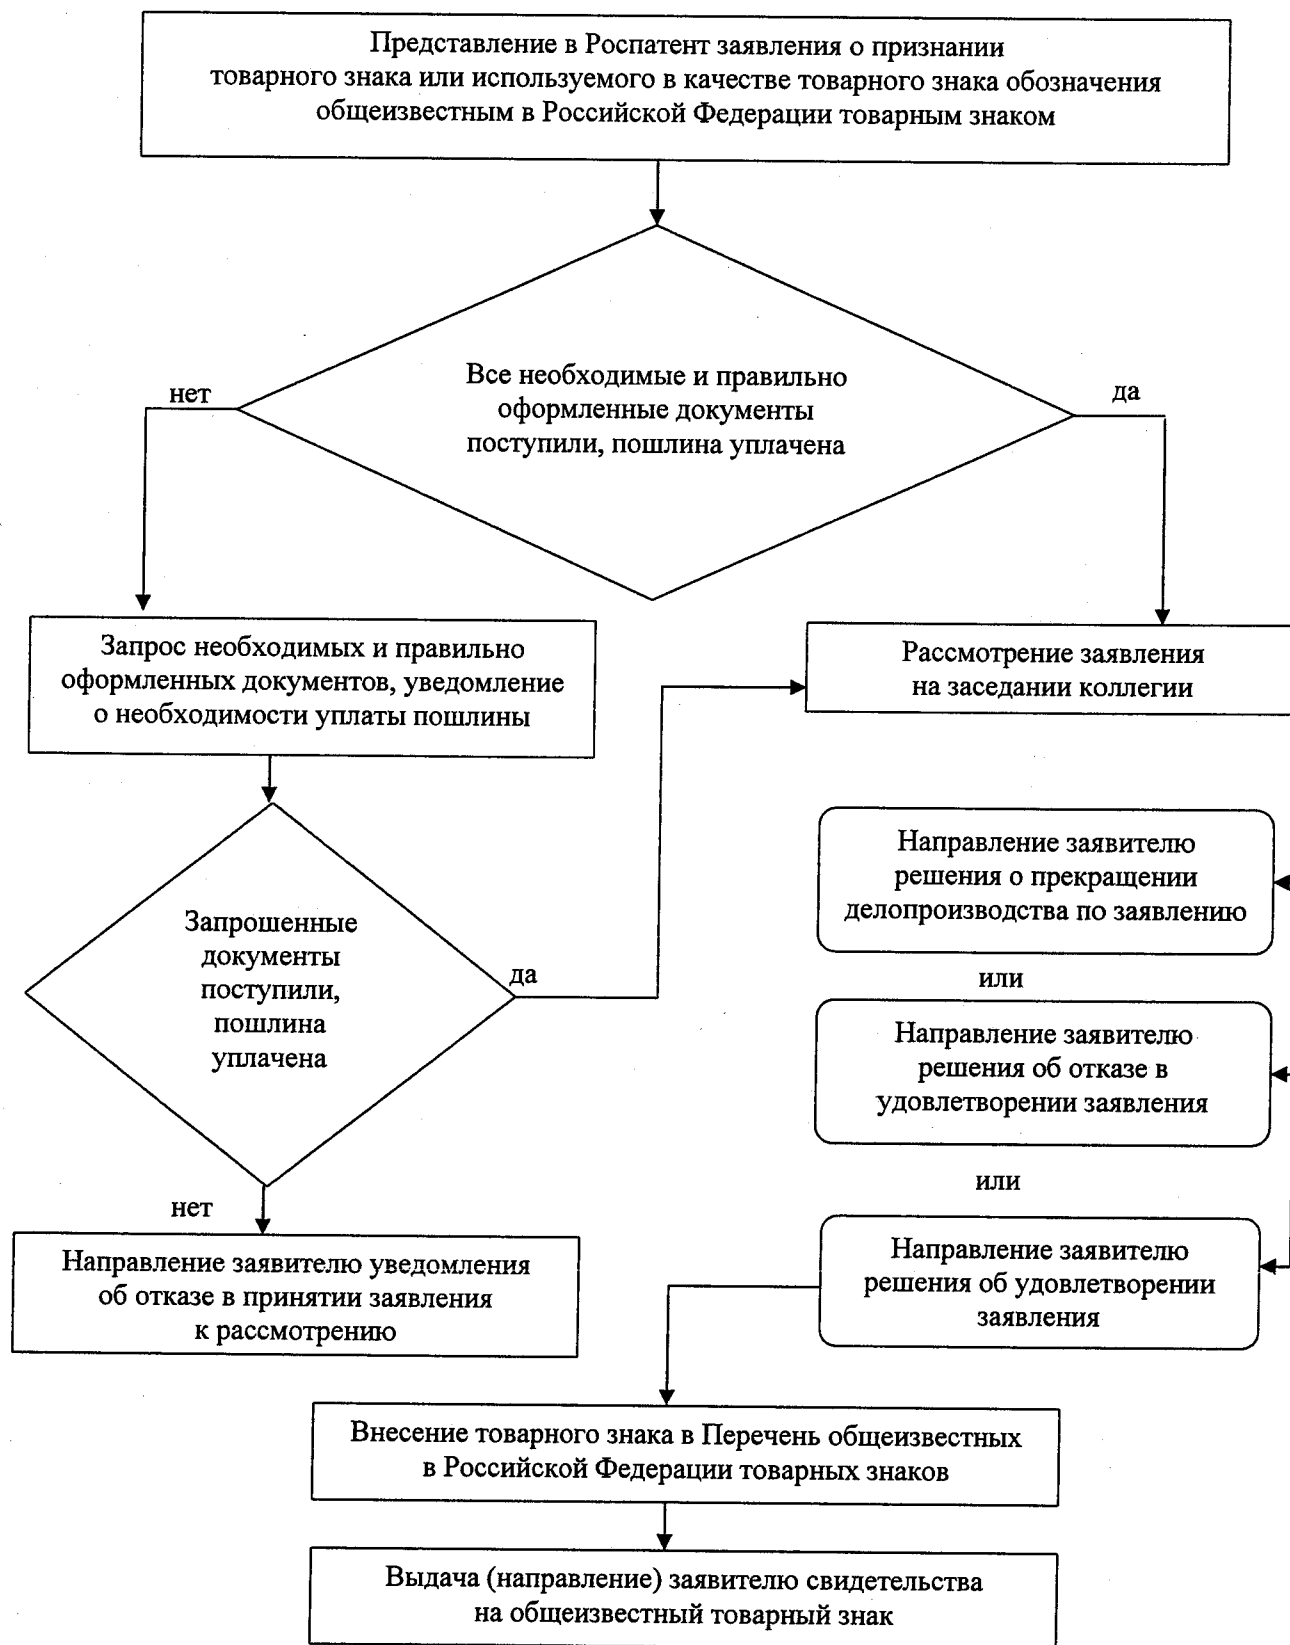 Представление в Роспатент заявления о признании
товарного знака или используемого в качестве товарного знака обозначения
общеизвестным в Российской Федерации товарным знаком
Все необходимые и правильно
оформленные документы
поступили, пошлина уплачена
нет
да
Запрос необходимых и правильно
оформленных документов, уведомление
о необходимости уплаты пошлины
Рассмотрение заявления
на заседании коллегии
Запрошенные
документы
поступили,
пошлина
уплачена
да
нет
Направление заявителю
решения о прекращении
делопроизводства по заявлению
или
Направление заявителю
решения об отказе в
удовлетворении заявления
или
Направление заявителю
решения об удовлетворении
заявления
Направление заявителю уведомления
об отказе в принятии заявления
к рассмотрению
Внесение товарного знака в Перечень общеизвестных
в Российской Федерации товарных знаков
Выдача (направление) заявителю свидетельства
на общеизвестный товарный знак